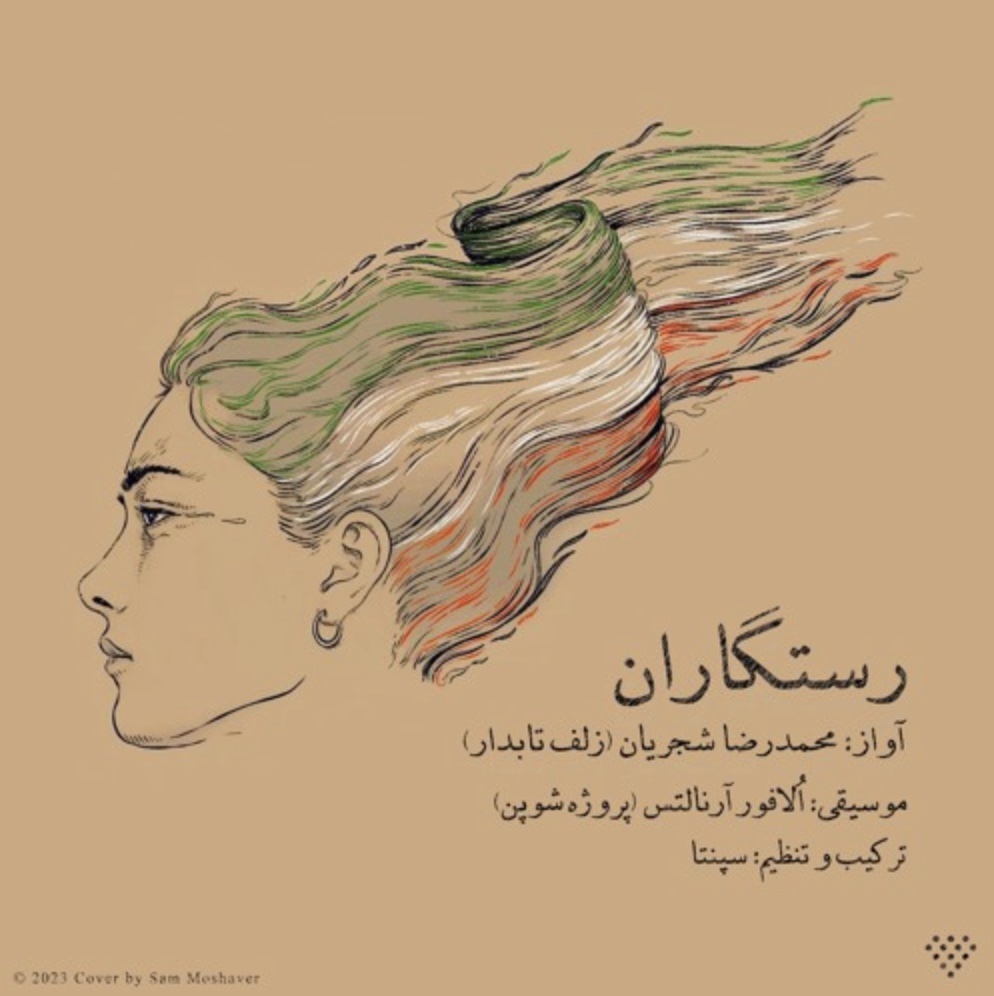 رستگاران
آواز: محمدرضا شجریان (زلف تابدار)
موسیقی: اُلافور آرنالتس (پروژه شوپن)
ترکیب و تنظیم: سپنتا
© 2023 Cover by Sam Moshaver